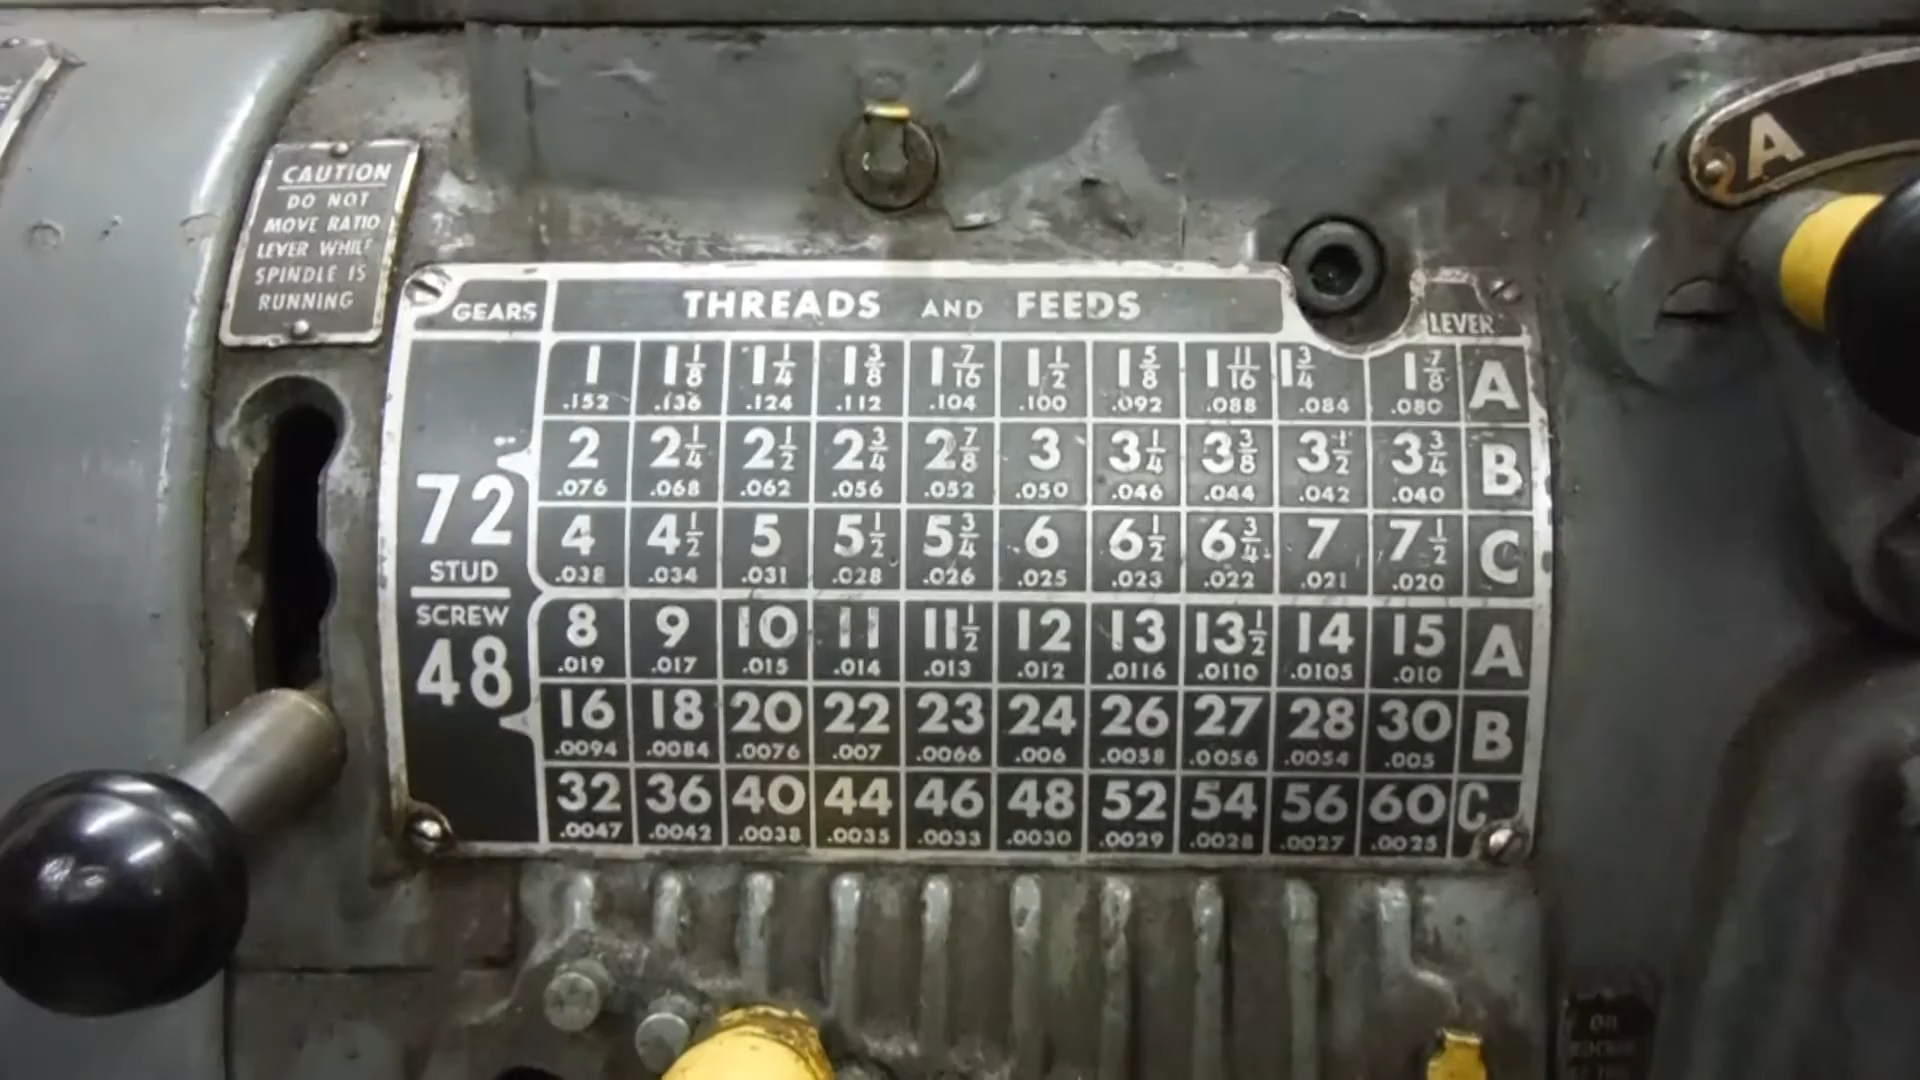 CAUTION
DO NOT
MOVE RATIO
LEVER WHILE
SPINDLE IS
RUNNING
A
GEARS THREADS AND FEEDS LEVER
1 1 1/8 1 1/4 1 3/8 1 7/16 1 1/2 1 5/8 1 11/16 1 3/4 1 7/8 A
.152 .136 .124 .112 .104 .100 .092 .088 .084 .080
2 2 1/4 2 1/2 2 3/4 2 7/8 3 3 1/4 3 3/8 3 1/2 3 3/4 B
.076 .068 .062 .056 .052 .050 .046 .044 .042 .040
72
4 4 1/2 5 5 1/2 5 3/4 6 6 1/2 6 3/4 7 7 1/2 C
STUD
.038 .034 .031 .028 .026 .025 .023 .022 .021 .020
SCREW
8 9 10 11 11 1/2 12 13 13 1/2 14 15 A
48
.019 .017 .015 .014 .013 .012 .0116 .0110 .0105 .010
16 18 20 22 23 24 26 27 28 30 B
.0094 .0084 .0076 .007 .0066 .006 .0058 .0056 .0054 .005
32 36 40 44 46 48 52 54 56 60 C
.0047 .0042 .0038 .0035 .0033 .0030 .0029 .0028 .0027 .0025